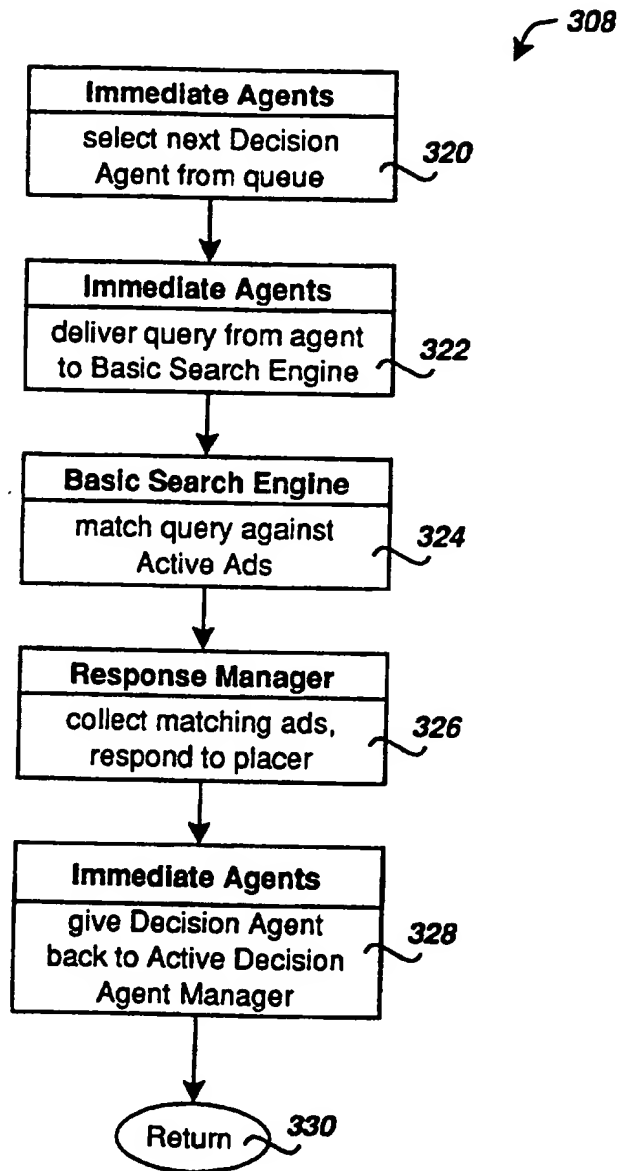 308
Immediate Agents
select next Decision
Agent from queue
320
Immediate Agents
deliver query from agent
to Basic Search Engine
322
Basic Search Engine
match query against
Active Ads
324
Response Manager
collect matching ads,
respond to placer
326
Immediate Agents
give Decision Agent
back to Active Decision
Agent Manager
328
Return
330